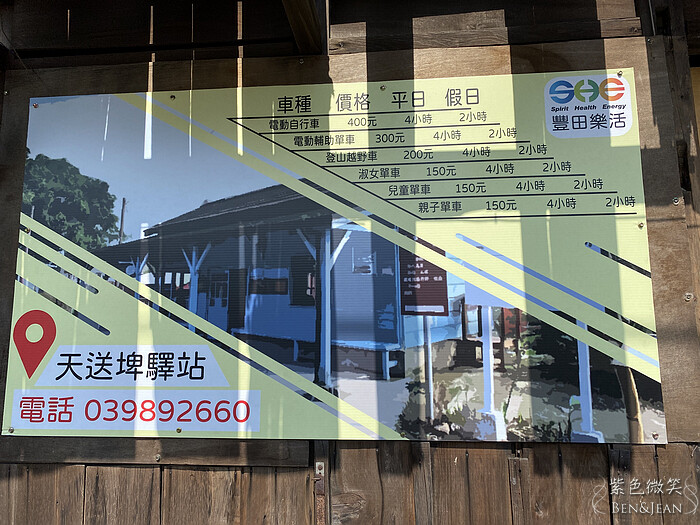 車種 價格 平日 假日
電動自行車 400元 4小時 2小時
電動輔助單車 300元 4小時 2小時
登山越野車 200元 4小時 2小時
淑女單車 150元 4小時 2小時
兒童單車 150元 4小時 2小時
親子單車 150元 4小時 2小時
SHE
Spirit Health Energy
豐田樂活
天送埤驛站
電話 039892660
紫色微笑
BEN&JEAN